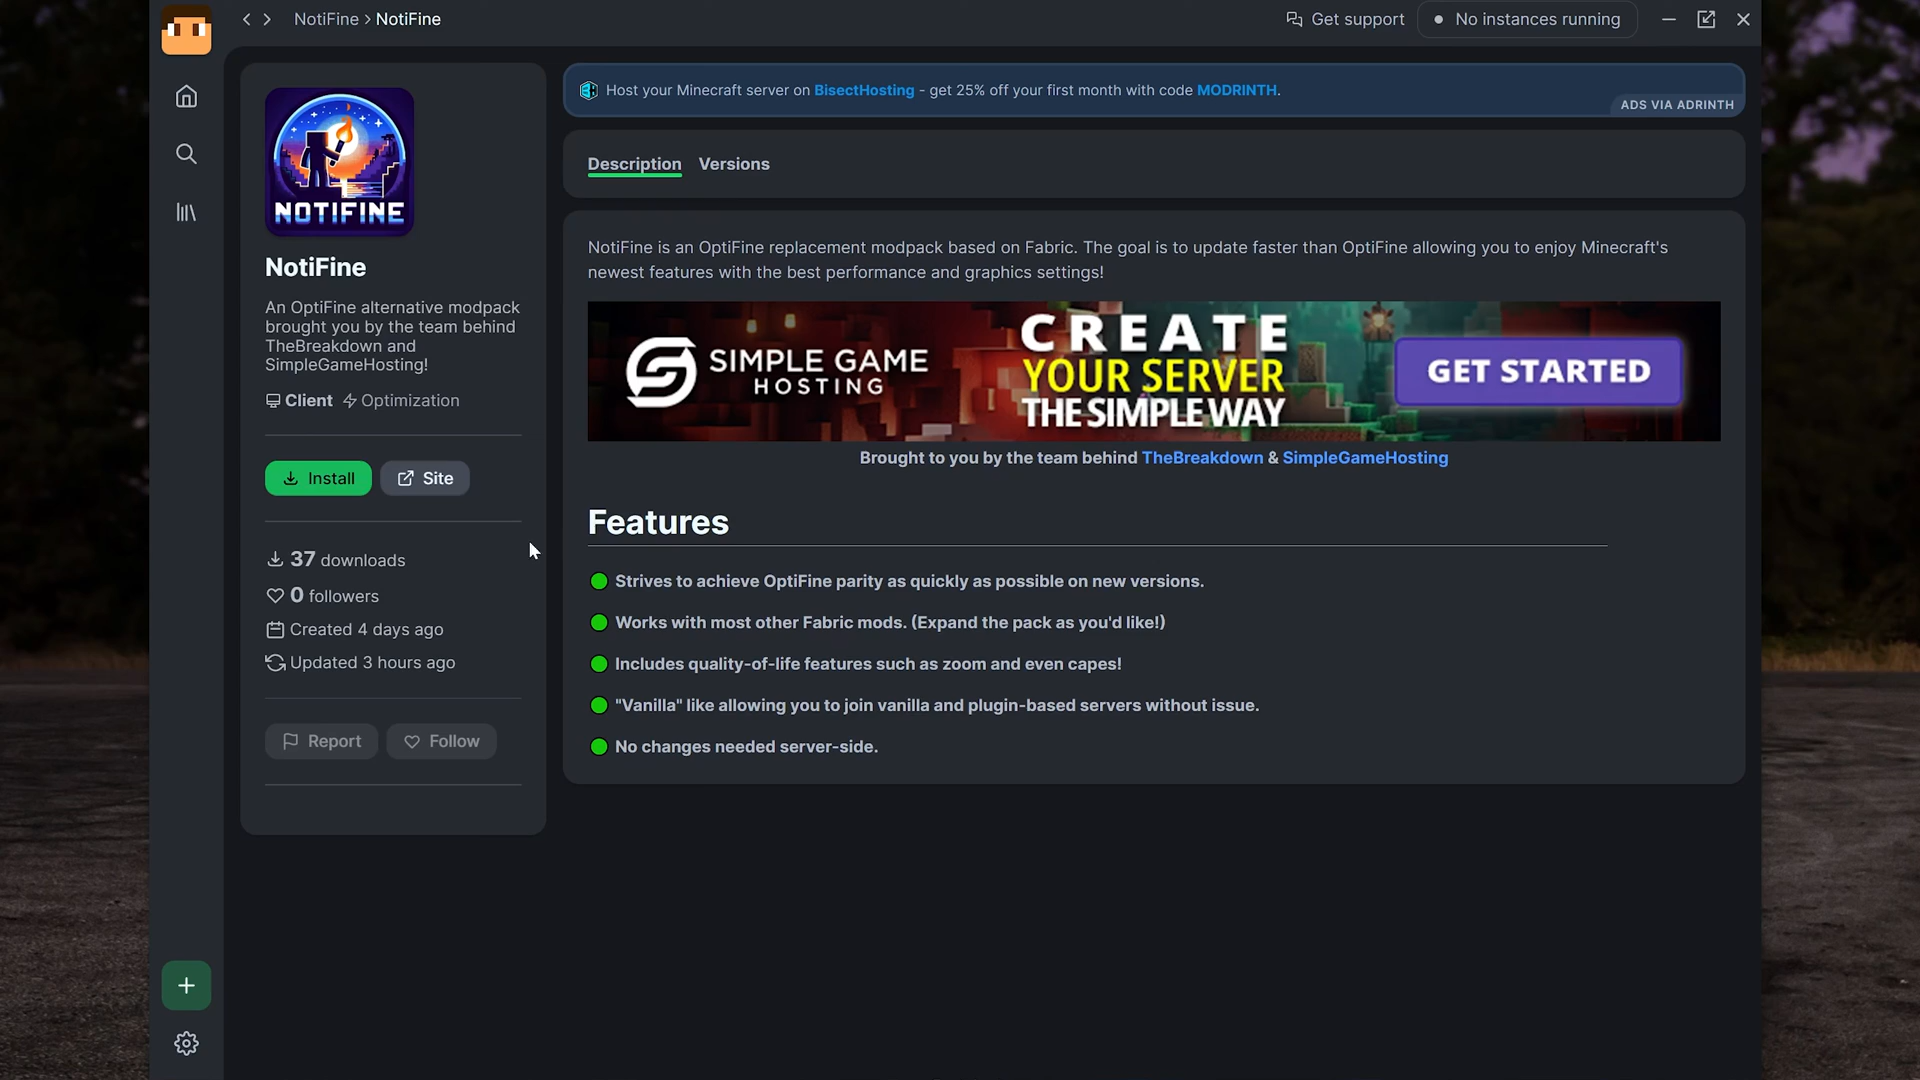 NotiFine › NotiFine
Get support
No instances running
NOTIFINE
NotiFine
An OptiFine alternative modpack
brought you by the team behind
TheBreakdown and
SimpleGameHosting!
Client Optimization
Install
Site
37 downloads
0 followers
Created 4 days ago
Updated 3 hours ago
Report
Follow
Host your Minecraft server on BisectHosting - get 25% off your first month with code MODRINTH.
ADS VIA ADRINTH
Description Versions
NotiFine is an OptiFine replacement modpack based on Fabric. The goal is to update faster than OptiFine allowing you to enjoy Minecraft's
newest features with the best performance and graphics settings!
SIMPLE GAME
HOSTING
CREATE
YOUR SERVER
THE SIMPLE WAY
GET STARTED
Brought to you by the team behind TheBreakdown & SimpleGameHosting
Features
Strives to achieve OptiFine parity as quickly as possible on new versions.
Works with most other Fabric mods. (Expand the pack as you'd like!)
Includes quality-of-life features such as zoom and even capes!
"Vanilla" like allowing you to join vanilla and plugin-based servers without issue.
No changes needed server-side.